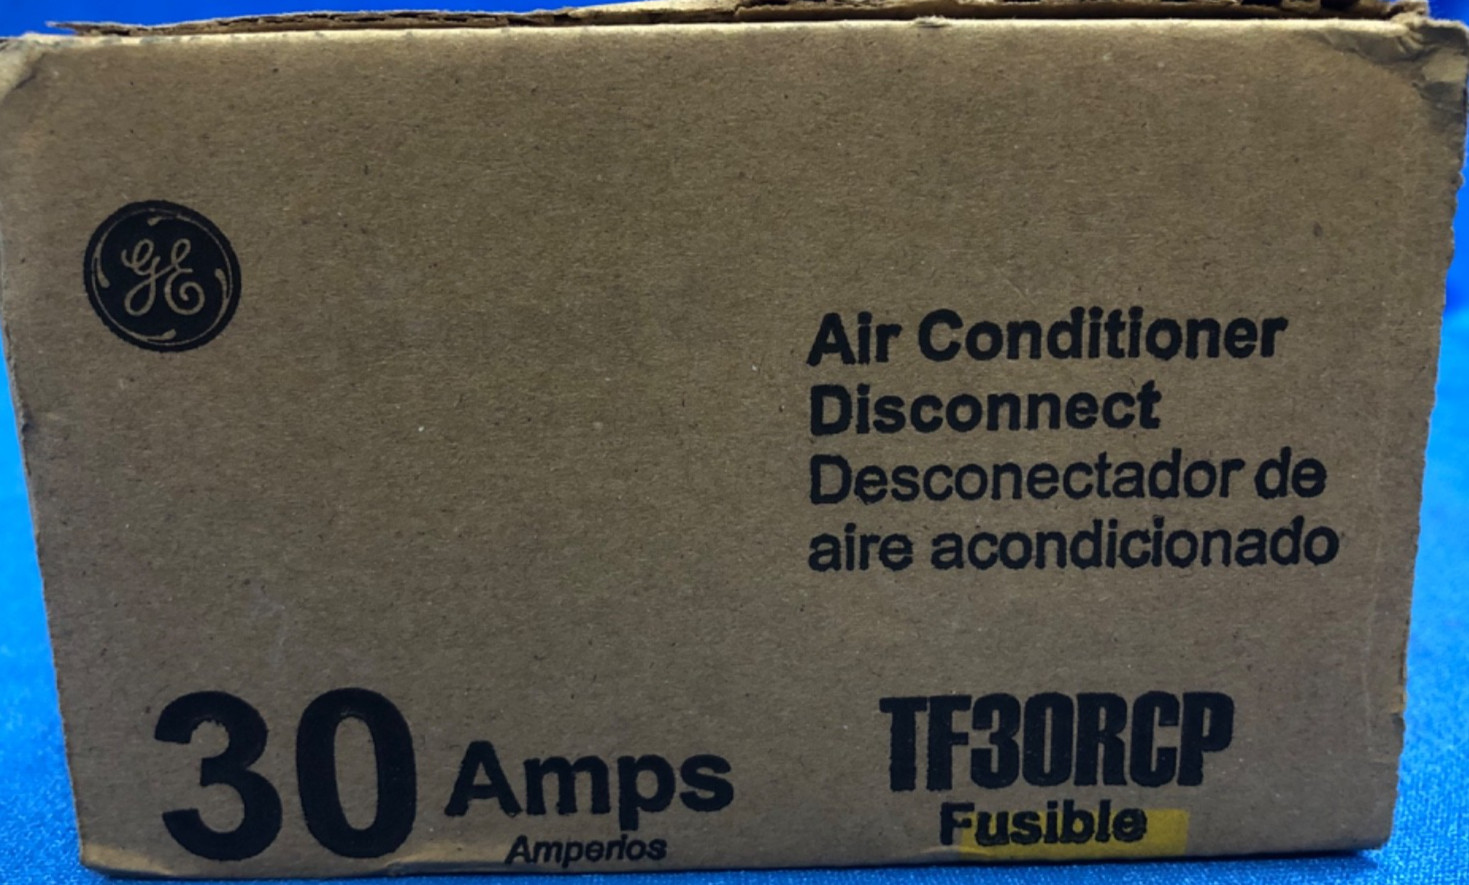 GE
Air Conditioner
Disconnect
Desconectador de
aire acondicionado
30 Amps
Amperios
TF30RCP
Fusible